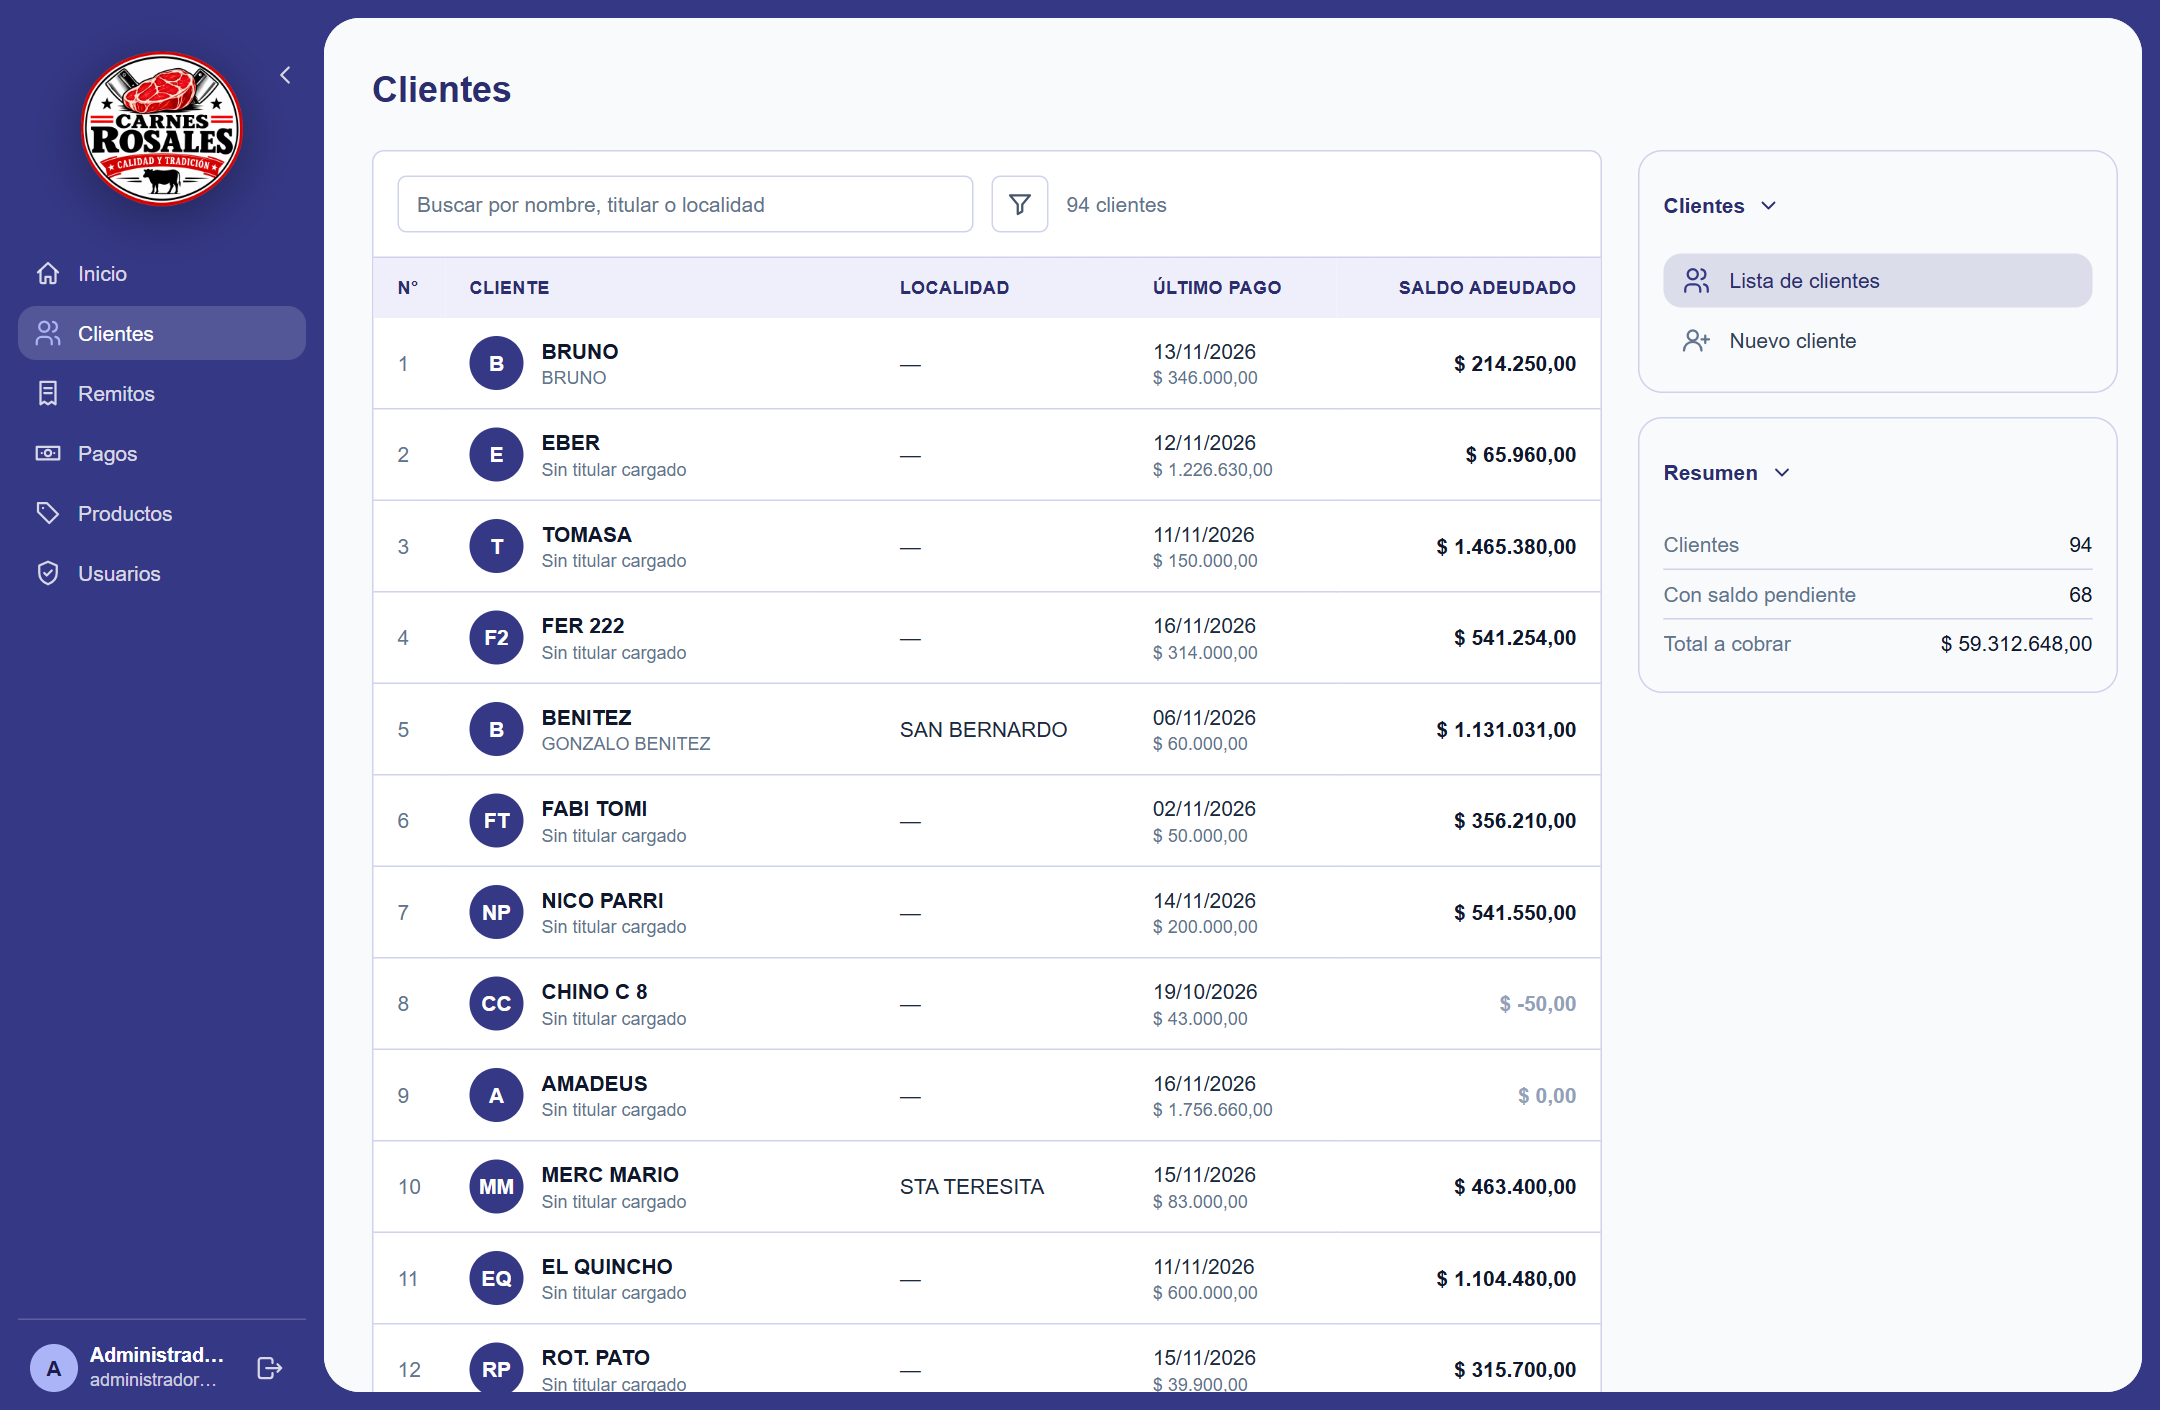 CARNES
ROSALES
CALIDAD Y TRADICIÓN
Inicio
Clientes
Remitos
Pagos
Productos
Usuarios
A
Administrad...
administrador...
Clientes
Buscar por nombre, titular o localidad
94 clientes
N° CLIENTE LOCALIDAD ÚLTIMO PAGO SALDO ADEUDADO
1 B BRUNO — 13/11/2026 $ 214.250,00
BRUNO $ 346.000,00
2 E EBER — 12/11/2026 $ 65.960,00
Sin titular cargado $ 1.226.630,00
3 T TOMASA — 11/11/2026 $ 1.465.380,00
Sin titular cargado $ 150.000,00
4 F2 FER 222 — 16/11/2026 $ 541.254,00
Sin titular cargado $ 314.000,00
5 B BENITEZ SAN BERNARDO 06/11/2026 $ 1.131.031,00
GONZALO BENITEZ $ 60.000,00
6 FT FABI TOMI — 02/11/2026 $ 356.210,00
Sin titular cargado $ 50.000,00
7 NP NICO PARRI — 14/11/2026 $ 541.550,00
Sin titular cargado $ 200.000,00
8 CC CHINO C 8 — 19/10/2026 $ -50,00
Sin titular cargado $ 43.000,00
9 A AMADEUS — 16/11/2026 $ 0,00
Sin titular cargado $ 1.756.660,00
10 MM MERC MARIO STA TERESITA 15/11/2026 $ 463.400,00
Sin titular cargado $ 83.000,00
11 EQ EL QUINCHO — 11/11/2026 $ 1.104.480,00
Sin titular cargado $ 600.000,00
12 RP ROT. PATO — 15/11/2026 $ 315.700,00
Sin titular cargado $ 39.900,00
Clientes
Lista de clientes
Nuevo cliente
Resumen
Clientes 94
Con saldo pendiente 68
Total a cobrar $ 59.312.648,00